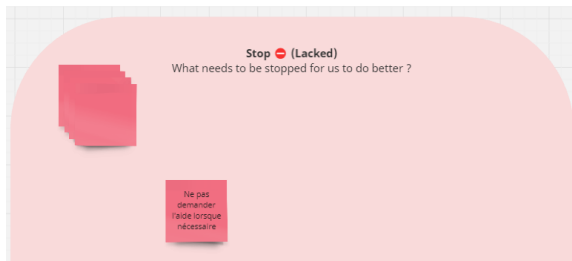 Stop ⛔ (Lacked)
What needs to be stopped for us to do better ?
Ne pas
demander
l'aide lorsque
nécessaire